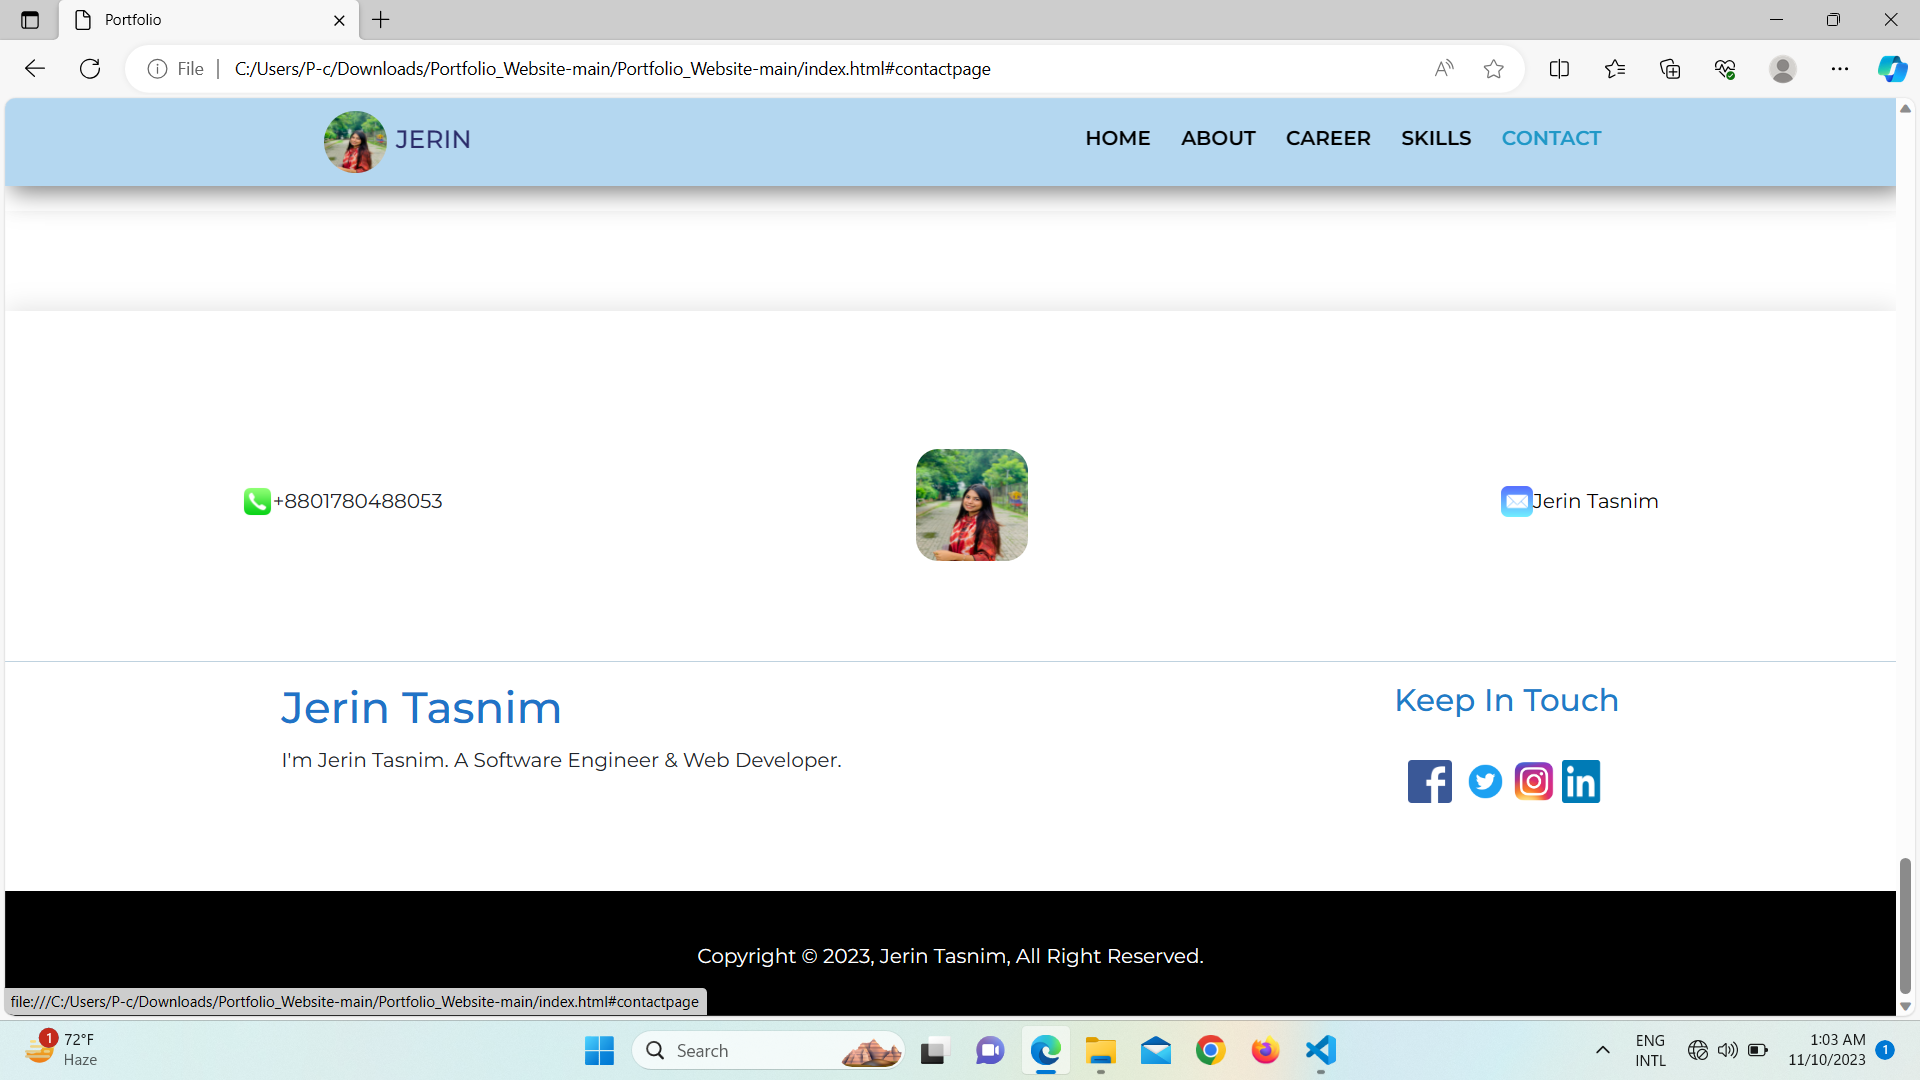 Portfolio
File
C:/Users/P-c/Downloads/Portfolio_Website-main/Portfolio_Website-main/index.html#contactpage
JERIN
HOME ABOUT CAREER SKILLS CONTACT
+8801780488053
Jerin Tasnim
Jerin Tasnim
Keep In Touch
I'm Jerin Tasnim. A Software Engineer & Web Developer.
Copyright © 2023, Jerin Tasnim, All Right Reserved.
file:///C:/Users/P-c/Downloads/Portfolio_Website-main/Portfolio_Website-main/index.html#contactpage
1
72°F
Haze
Search
ENG
INTL
1:03 AM
11/10/2023
1